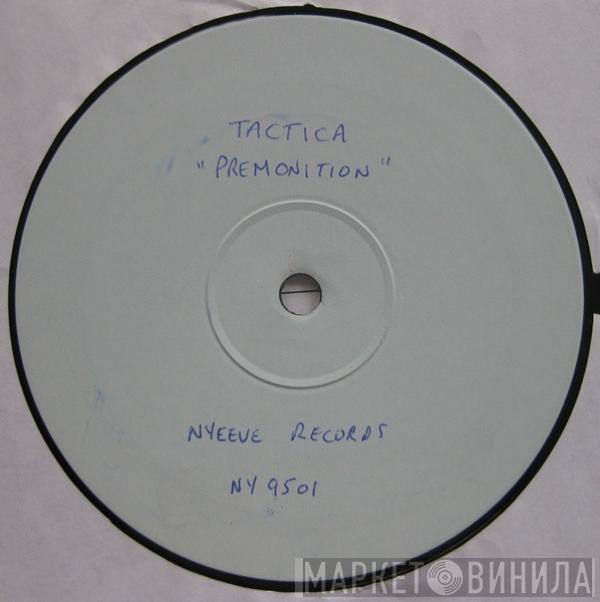 TACTICA
"PREMONITION"
NYEEVE RECORDS
NY 9501
МАРКЕТ ВИНИЛА